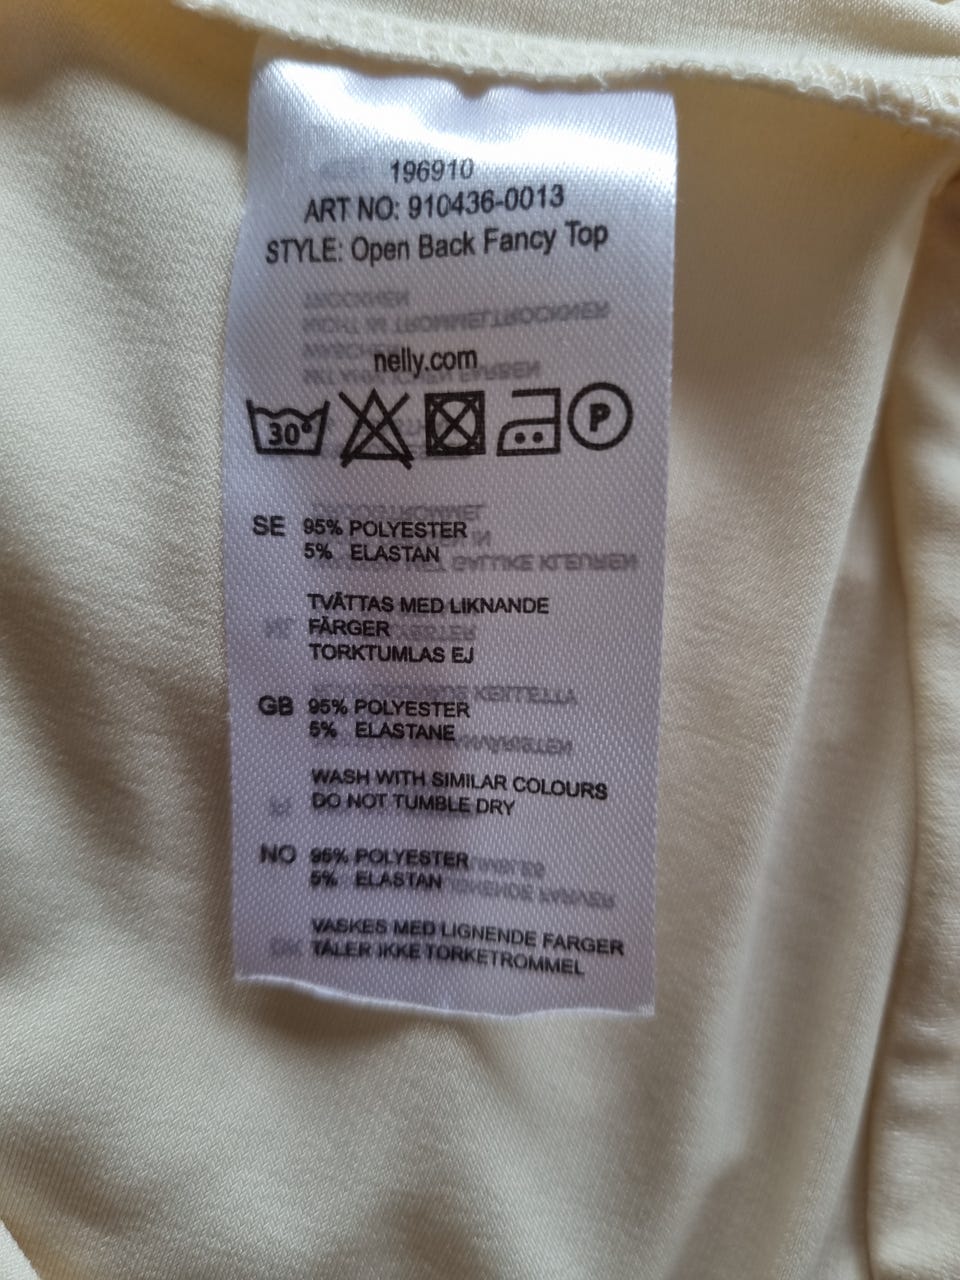 196910
ART NO: 910436-0013
STYLE: Open Back Fancy Top
nelly.com
30°
P
SE 95% POLYESTER
5% ELASTAN
TVÄTTAS MED LIKNANDE
FÄRGER
TORKTUMLAS EJ
GB 95% POLYESTER
5% ELASTANE
WASH WITH SIMILAR COLOURS
DO NOT TUMBLE DRY
NO 95% POLYESTER
5% ELASTAN
VASKES MED LIGNENDE FARGER
TÅLER IKKE TORKETROMMEL